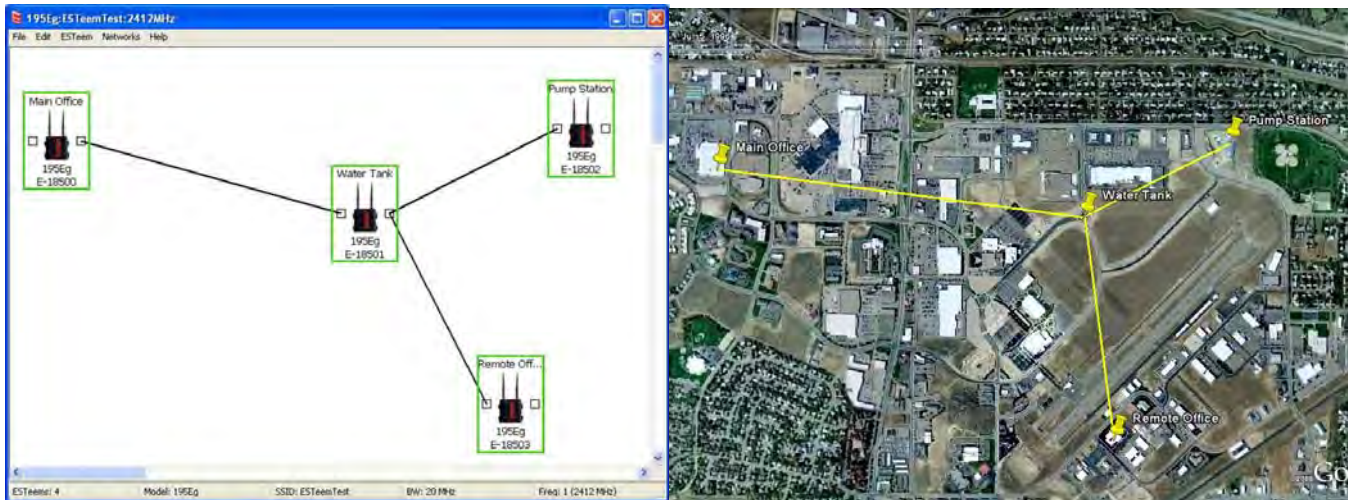 195Eg:ESTeemTest:2412MHz
File Edit ESTeem Networks Help
Main Office
195Eg
E-18500
Pump Station
195Eg
E-18502
Water Tank
195Eg
E-18501
Remote Off...
195Eg
E-18503
ESTeems: 4 Model: 195Eg SSID: ESTeemTest BW: 20 MHz Freq: 1 (2412 MHz)
Main Office
Pump Station
Water Tank
Remote Office